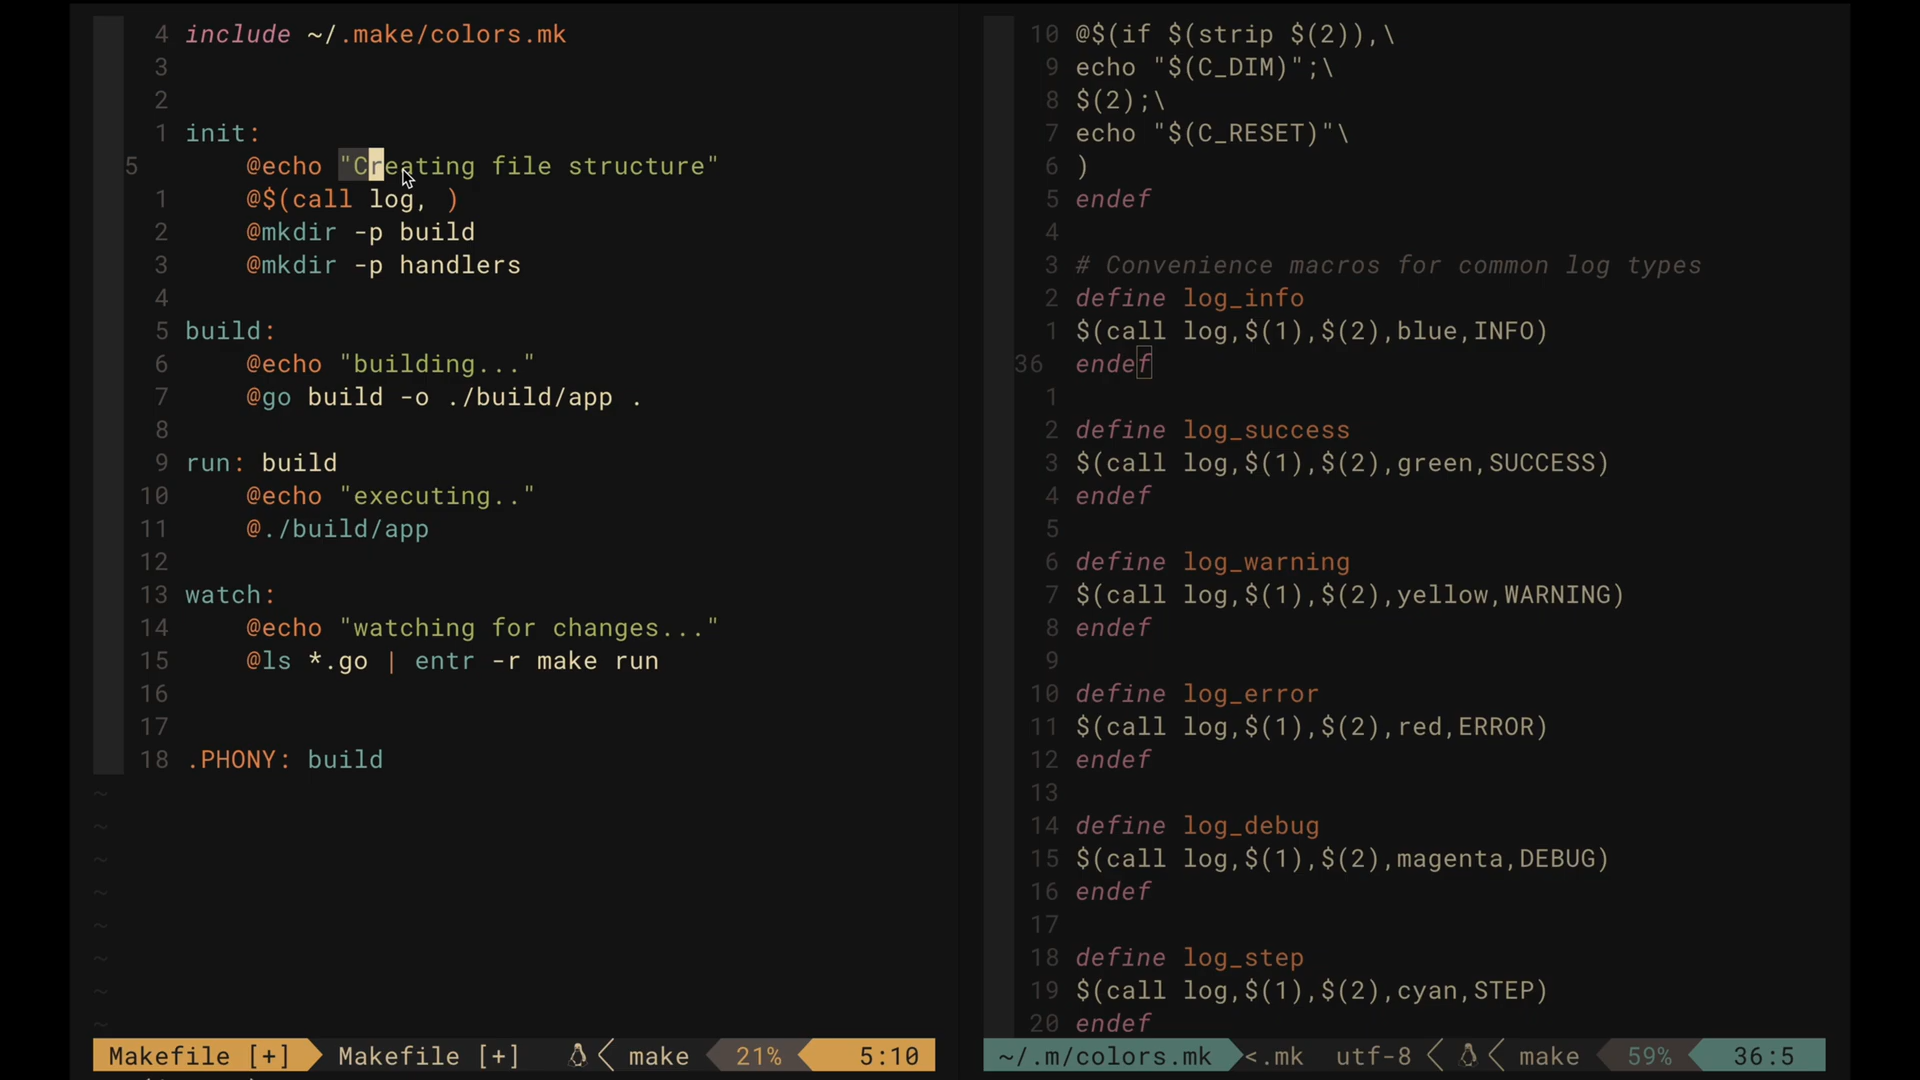 4 include ~/.make/colors.mk
3
2
1 init:
5 @echo "Creating file structure"
1 @$(call log, )
2 @mkdir -p build
3 @mkdir -p handlers
4
5 build:
6 @echo "building..."
7 @go build -o ./build/app .
8
9 run: build
10 @echo "executing.."
11 @./build/app
12
13 watch:
14 @echo "watching for changes..."
15 @ls *.go | entr -r make run
16
17
18 .PHONY: build
~
~
~
~
~
~
~
~
Makefile [+] Makefile [+] < make 21% 5:10
10 @$(if $(strip $(2)),\
9 echo "$(C_DIM)";\
8 $(2);\
7 echo "$(C_RESET)"\
6 )
5 endef
4
3 # Convenience macros for common log types
2 define log_info
1 $(call log,$(1),$(2),blue,INFO)
36 endef
1
2 define log_success
3 $(call log,$(1),$(2),green,SUCCESS)
4 endef
5
6 define log_warning
7 $(call log,$(1),$(2),yellow,WARNING)
8 endef
9
10 define log_error
11 $(call log,$(1),$(2),red,ERROR)
12 endef
13
14 define log_debug
15 $(call log,$(1),$(2),magenta,DEBUG)
16 endef
17
18 define log_step
19 $(call log,$(1),$(2),cyan,STEP)
20 endef
~/.m/colors.mk <.mk utf-8 < < make 59% 36:5